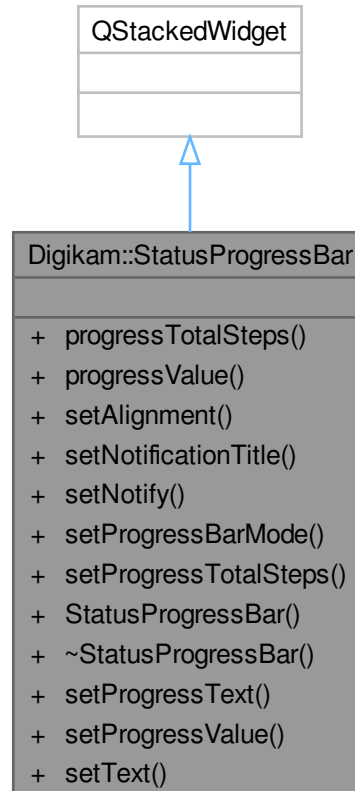 QStackedWidget
Digikam::StatusProgressBar
+ progressTotalSteps()
+ progressValue()
+ setAlignment()
+ setNotificationTitle()
+ setNotify()
+ setProgressBarMode()
+ setProgressTotalSteps()
+ StatusProgressBar()
+ ~StatusProgressBar()
+ setProgressText()
+ setProgressValue()
+ setText()